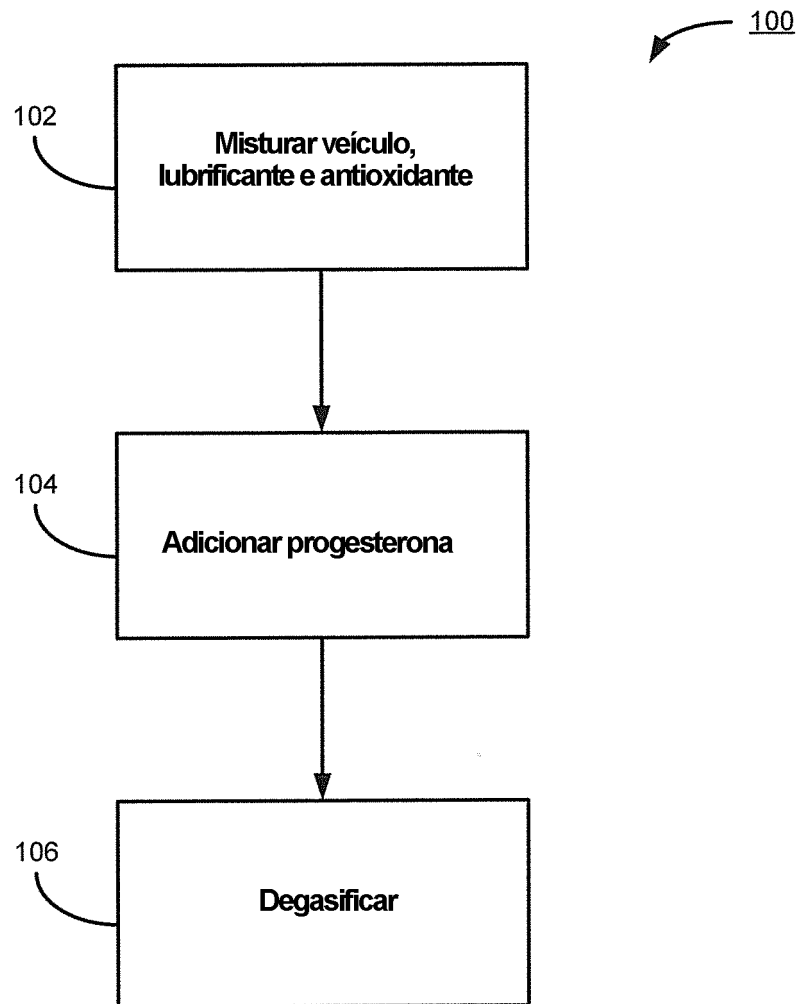 100
102
Misturar veículo,
lubrificante e antioxidante
104
Adicionar progesterona
106
Degasificar